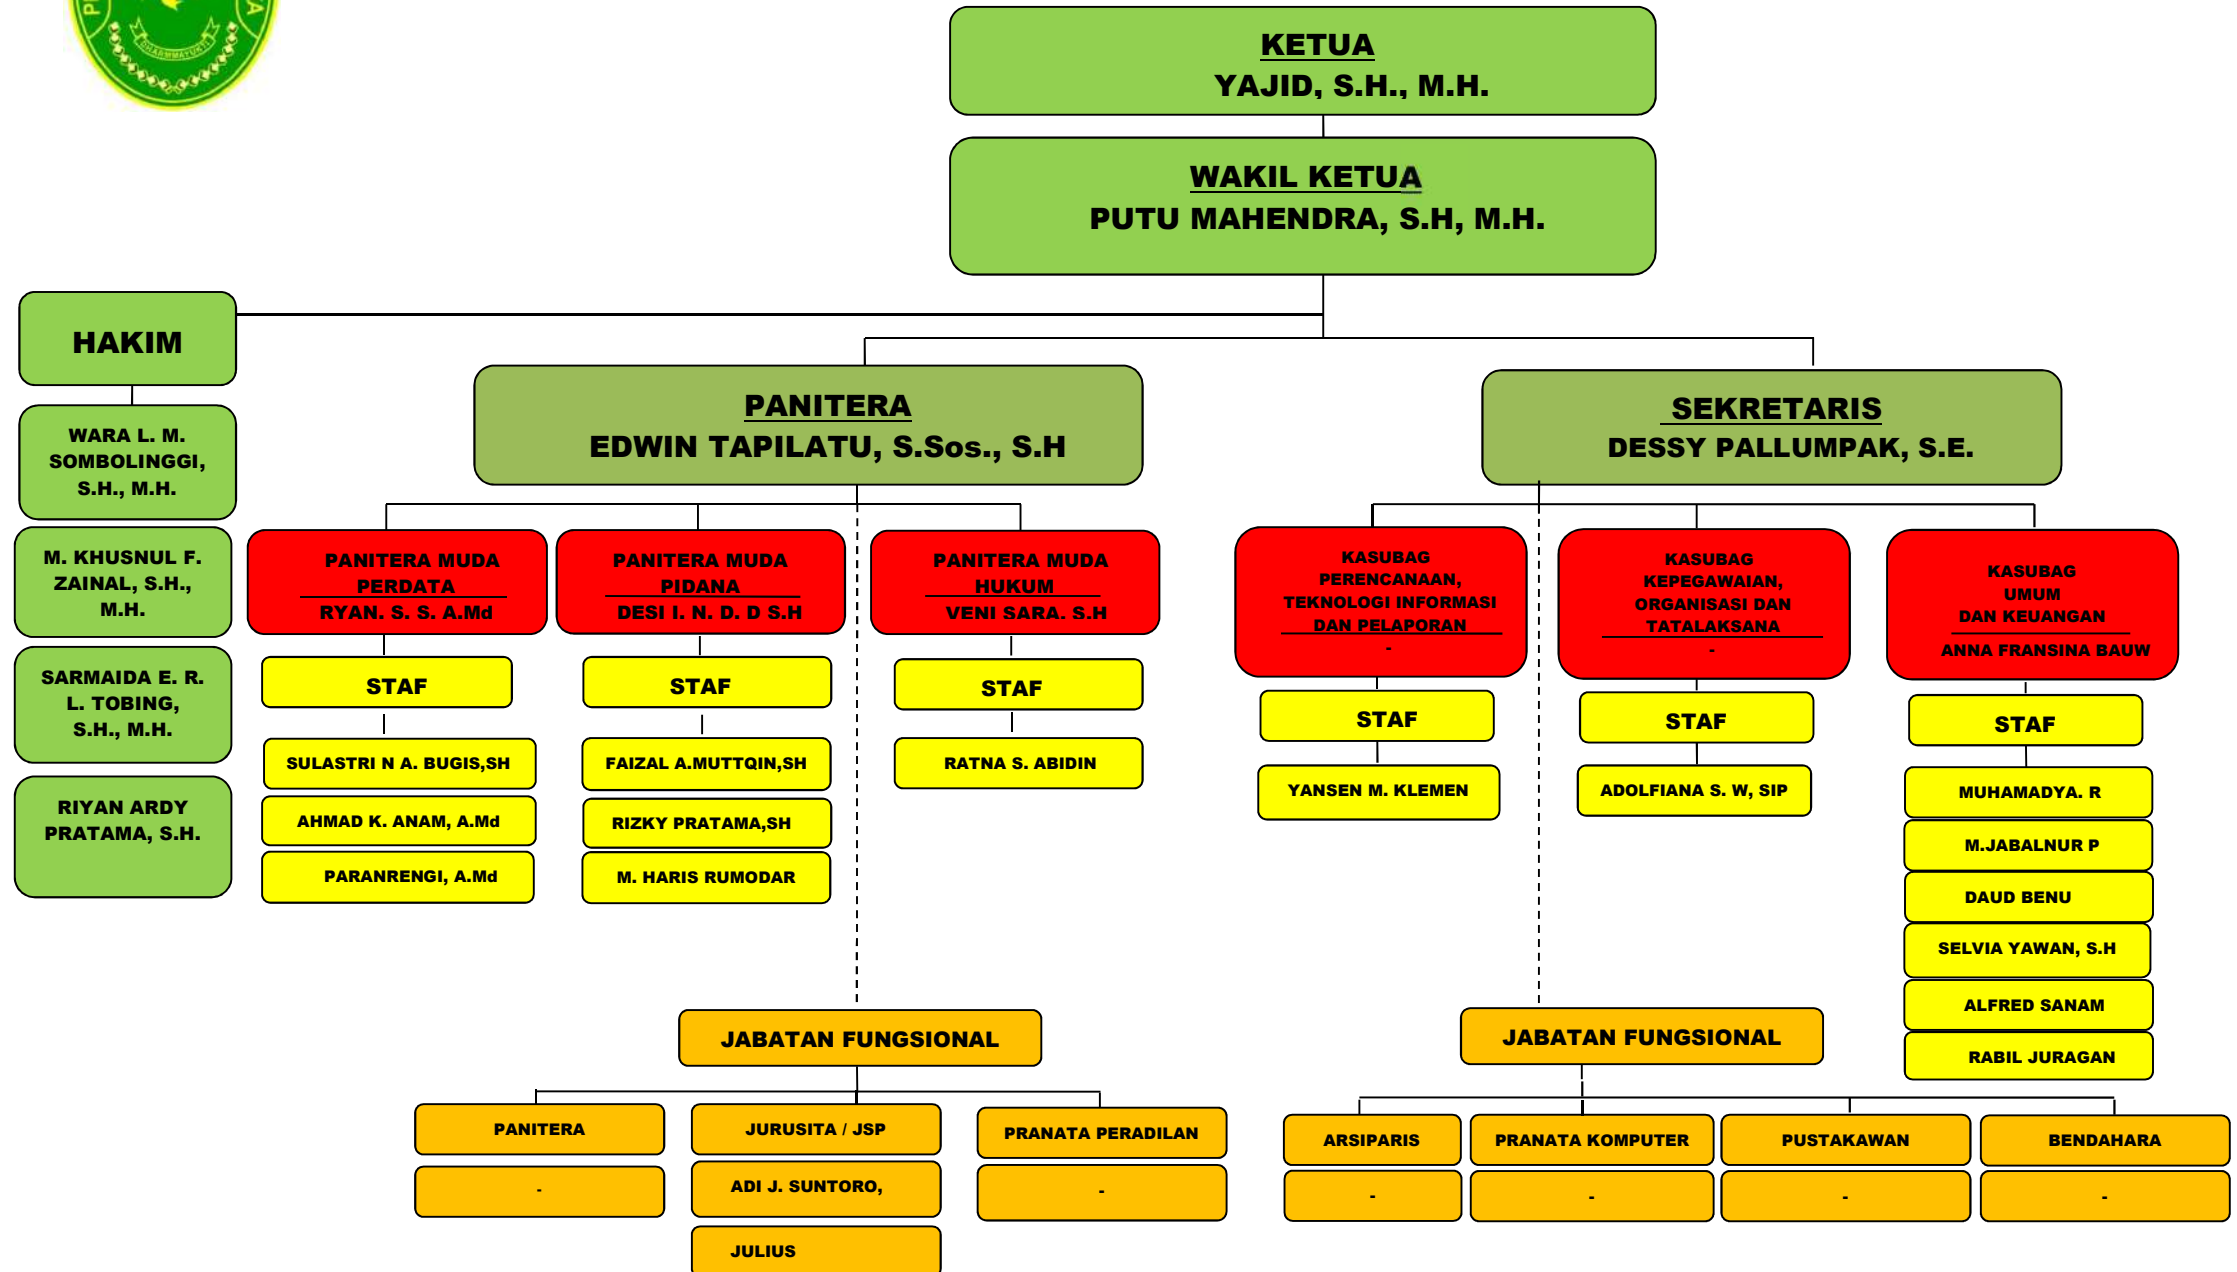 DHARMMAYUKTI
KETUA
YAJID, S.H., M.H.
WAKIL KETUA
PUTU MAHENDRA, S.H, M.H.
HAKIM
WARA L. M.
SOMBOLINGGI,
S.H., M.H.
M. KHUSNUL F.
ZAINAL, S.H.,
M.H.
SARMAIDA E. R.
L. TOBING,
S.H., M.H.
RIYAN ARDY
PRATAMA, S.H.
PANITERA
EDWIN TAPILATU, S.Sos., S.H
SEKRETARIS
DESSY PALLUMPAK, S.E.
PANITERA MUDA
PERDATA
RYAN. S. S. A.Md
STAF
SULASTRI N A. BUGIS,SH
AHMAD K. ANAM, A.Md
PARANRENGI, A.Md
PANITERA MUDA
PIDANA
DESI I. N. D. D S.H
STAF
FAIZAL A.MUTTQIN,SH
RIZKY PRATAMA,SH
M. HARIS RUMODAR
PANITERA MUDA
HUKUM
VENI SARA. S.H
STAF
RATNA S. ABIDIN
KASUBAG
PERENCANAAN,
TEKNOLOGI INFORMASI
DAN PELAPORAN
-
STAF
YANSEN M. KLEMEN
KASUBAG
KEPEGAWAIAN,
ORGANISASI DAN
TATALAKSANA
-
STAF
ADOLFIANA S. W, SIP
KASUBAG
UMUM
DAN KEUANGAN
ANNA FRANSINA BAUW
STAF
MUHAMADYA. R
M.JABALNUR P
DAUD BENU
SELVIA YAWAN, S.H
ALFRED SANAM
RABIL JURAGAN
JABATAN FUNGSIONAL
PANITERA
-
JURUSITA / JSP
ADI J. SUNTORO,
JULIUS
PRANATA PERADILAN
-
JABATAN FUNGSIONAL
ARSIPARIS
-
PRANATA KOMPUTER
-
PUSTAKAWAN
-
BENDAHARA
-